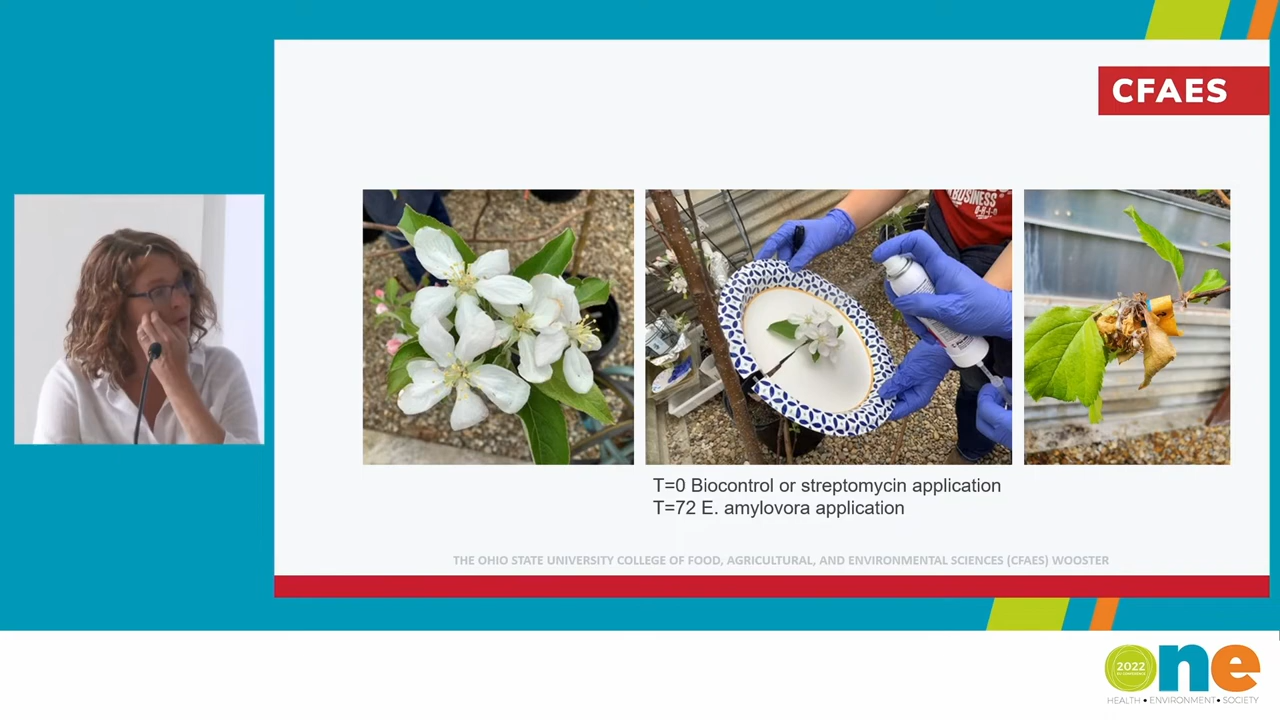 CFAES
BUSINESS
O-H-I-O
T=0 Biocontrol or streptomycin application
T=72 E. amylovora application
THE OHIO STATE UNIVERSITY COLLEGE OF FOOD, AGRICULTURAL, AND ENVIRONMENTAL SCIENCES (CFAES) WOOSTER
2022
one
HEALTH • ENVIRONMENT • SOCIETY